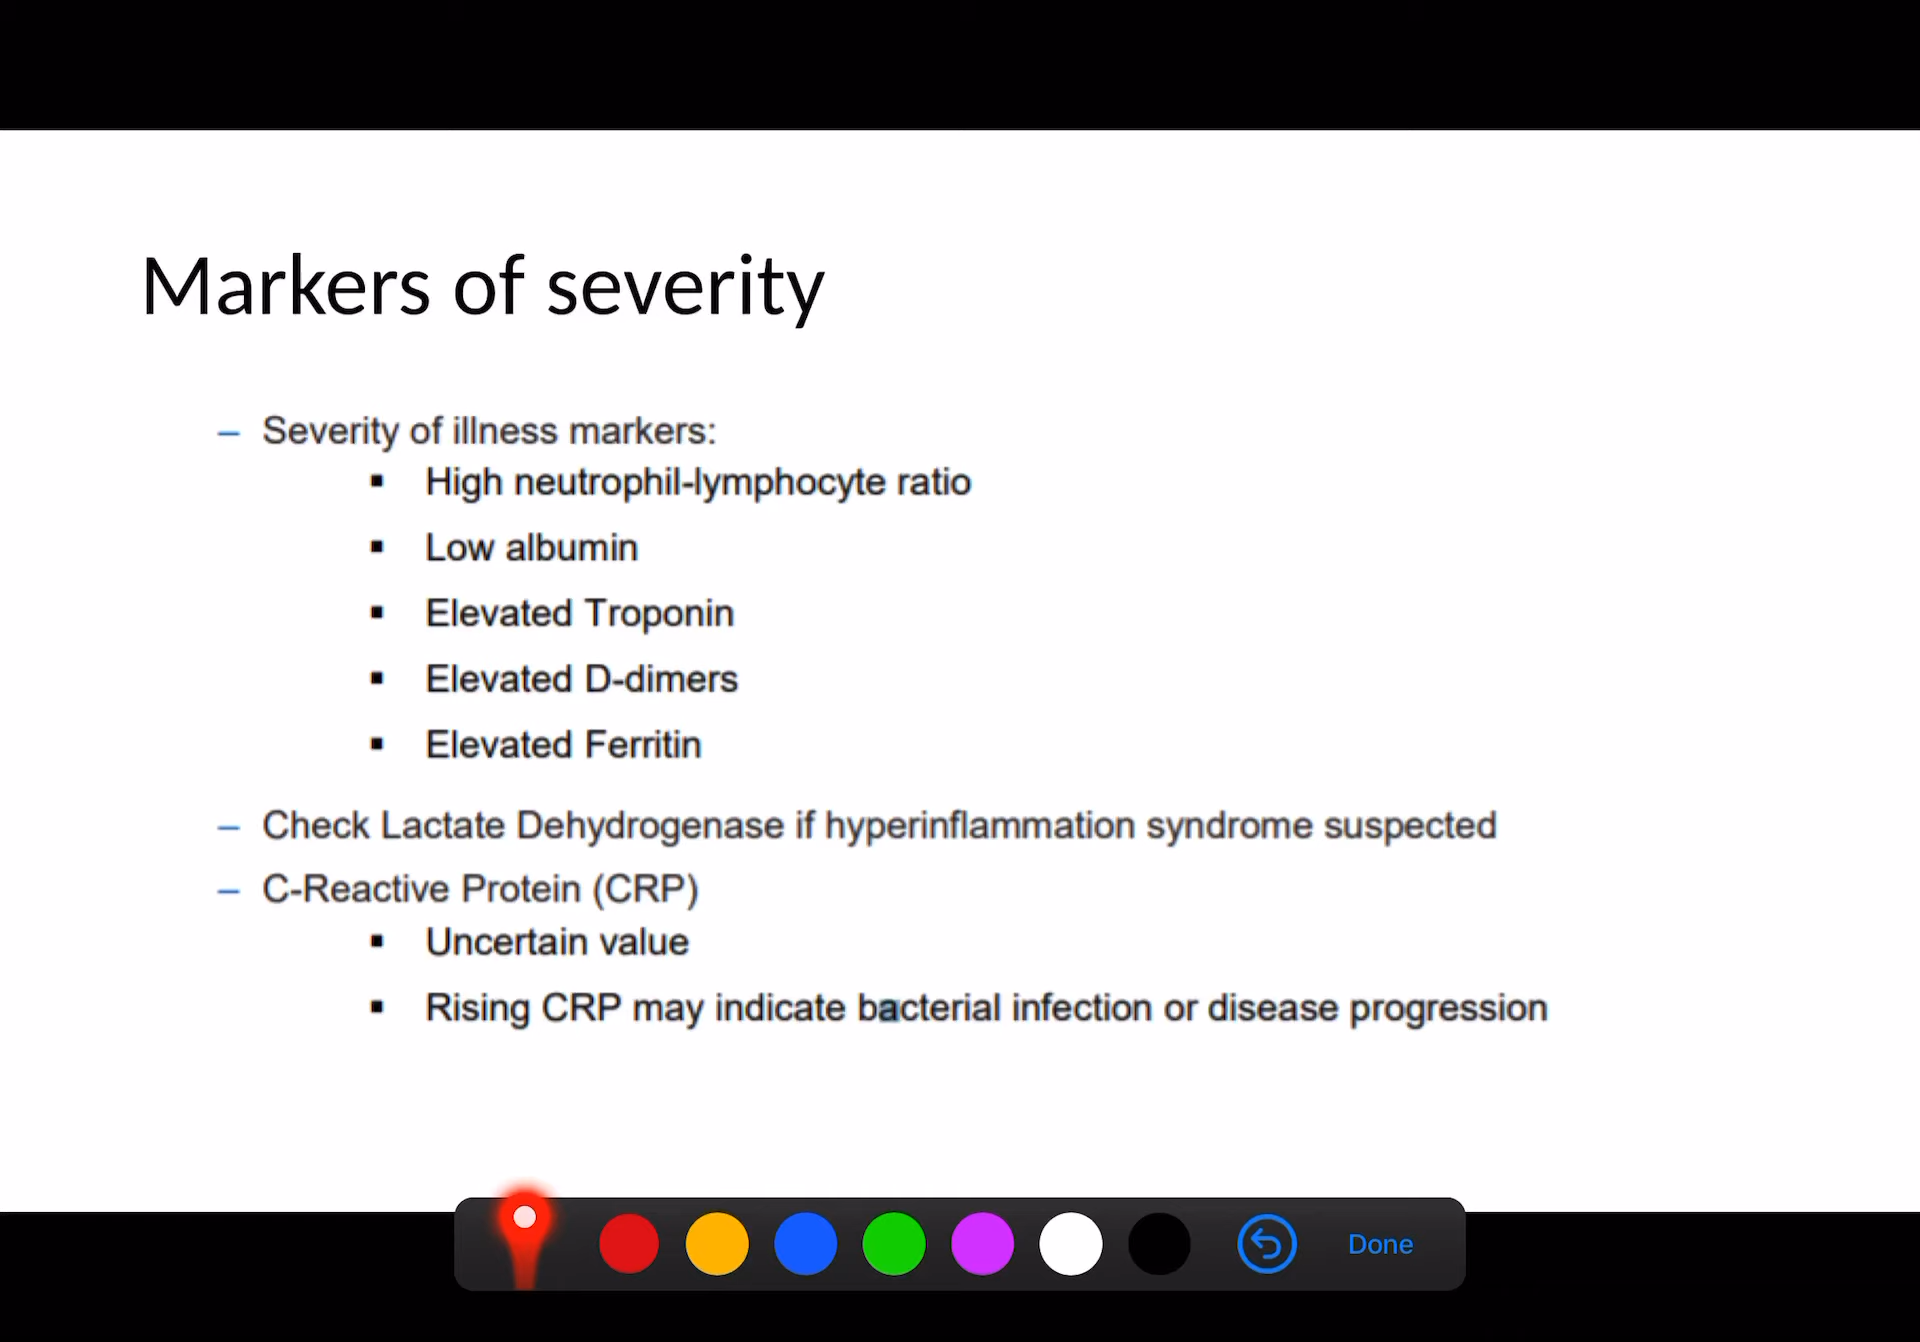 Markers of severity
– Severity of illness markers:
▪ High neutrophil-lymphocyte ratio
▪ Low albumin
▪ Elevated Troponin
▪ Elevated D-dimers
▪ Elevated Ferritin
– Check Lactate Dehydrogenase if hyperinflammation syndrome suspected
– C-Reactive Protein (CRP)
▪ Uncertain value
▪ Rising CRP may indicate bacterial infection or disease progression
Done